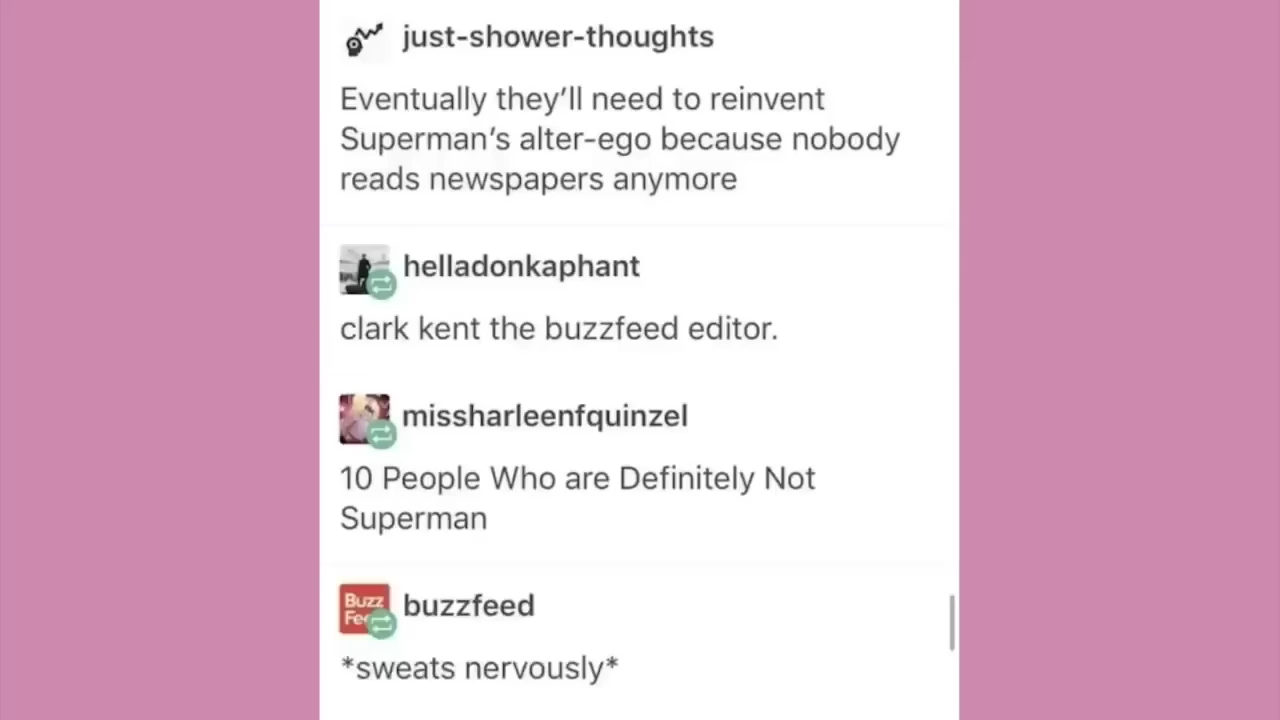 just-shower-thoughts
Eventually they’ll need to reinvent
Superman’s alter-ego because nobody
reads newspapers anymore
helladonkaphant
clark kent the buzzfeed editor.
missharleenfquinzel
10 People Who are Definitely Not
Superman
Buzz
buzzfeed
*sweats nervously*